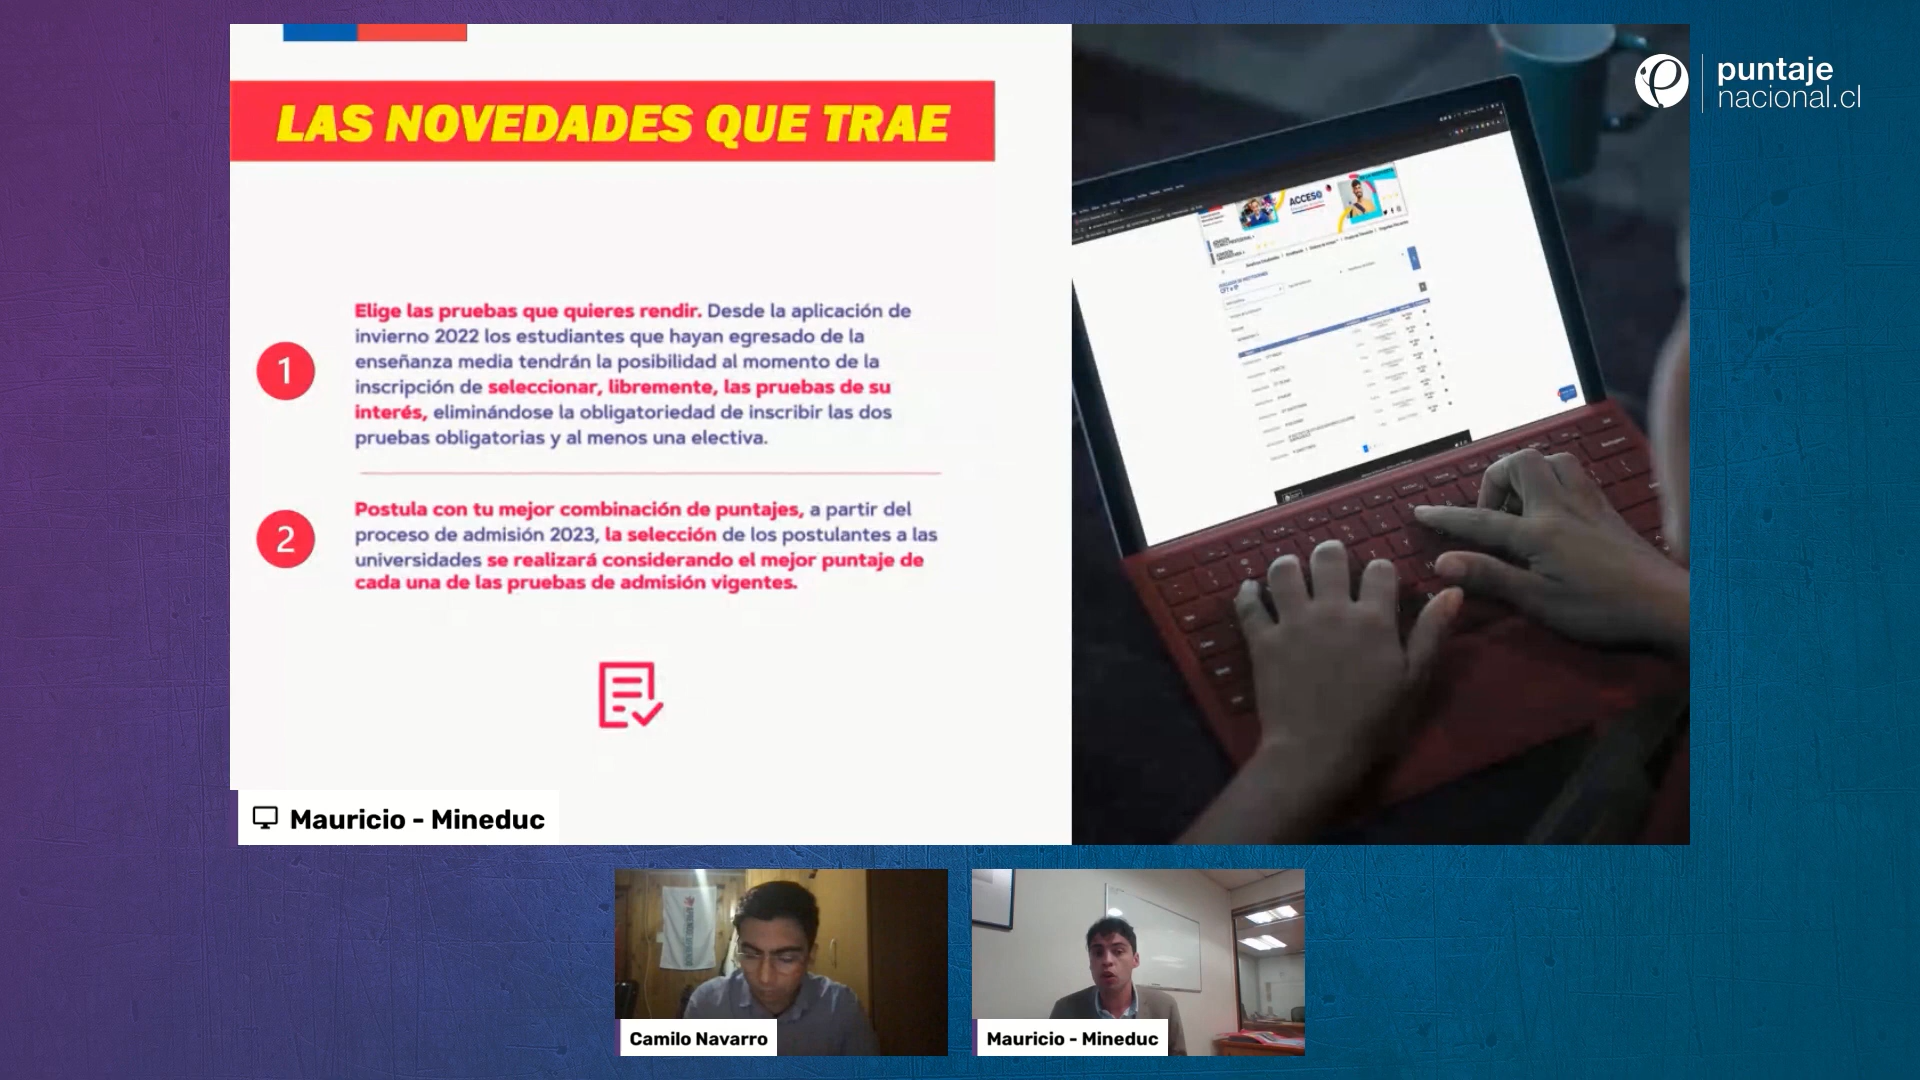 puntaje
nacional.cl
LAS NOVEDADES QUE TRAE
1
Elige las pruebas que quieres rendir. Desde la aplicación de
invierno 2022 los estudiantes que hayan egresado de la
enseñanza media tendrán la posibilidad al momento de la
inscripción de seleccionar, libremente, las pruebas de su
interés, eliminándose la obligatoriedad de inscribir las dos
pruebas obligatorias y al menos una electiva.
2
Postula con tu mejor combinación de puntajes, a partir del
proceso de admisión 2023, la selección de los postulantes a las
universidades se realizará considerando el mejor puntaje de
cada una de las pruebas de admisión vigentes.
ACCESO
Mauricio - Mineduc
Camilo Navarro
Mauricio - Mineduc